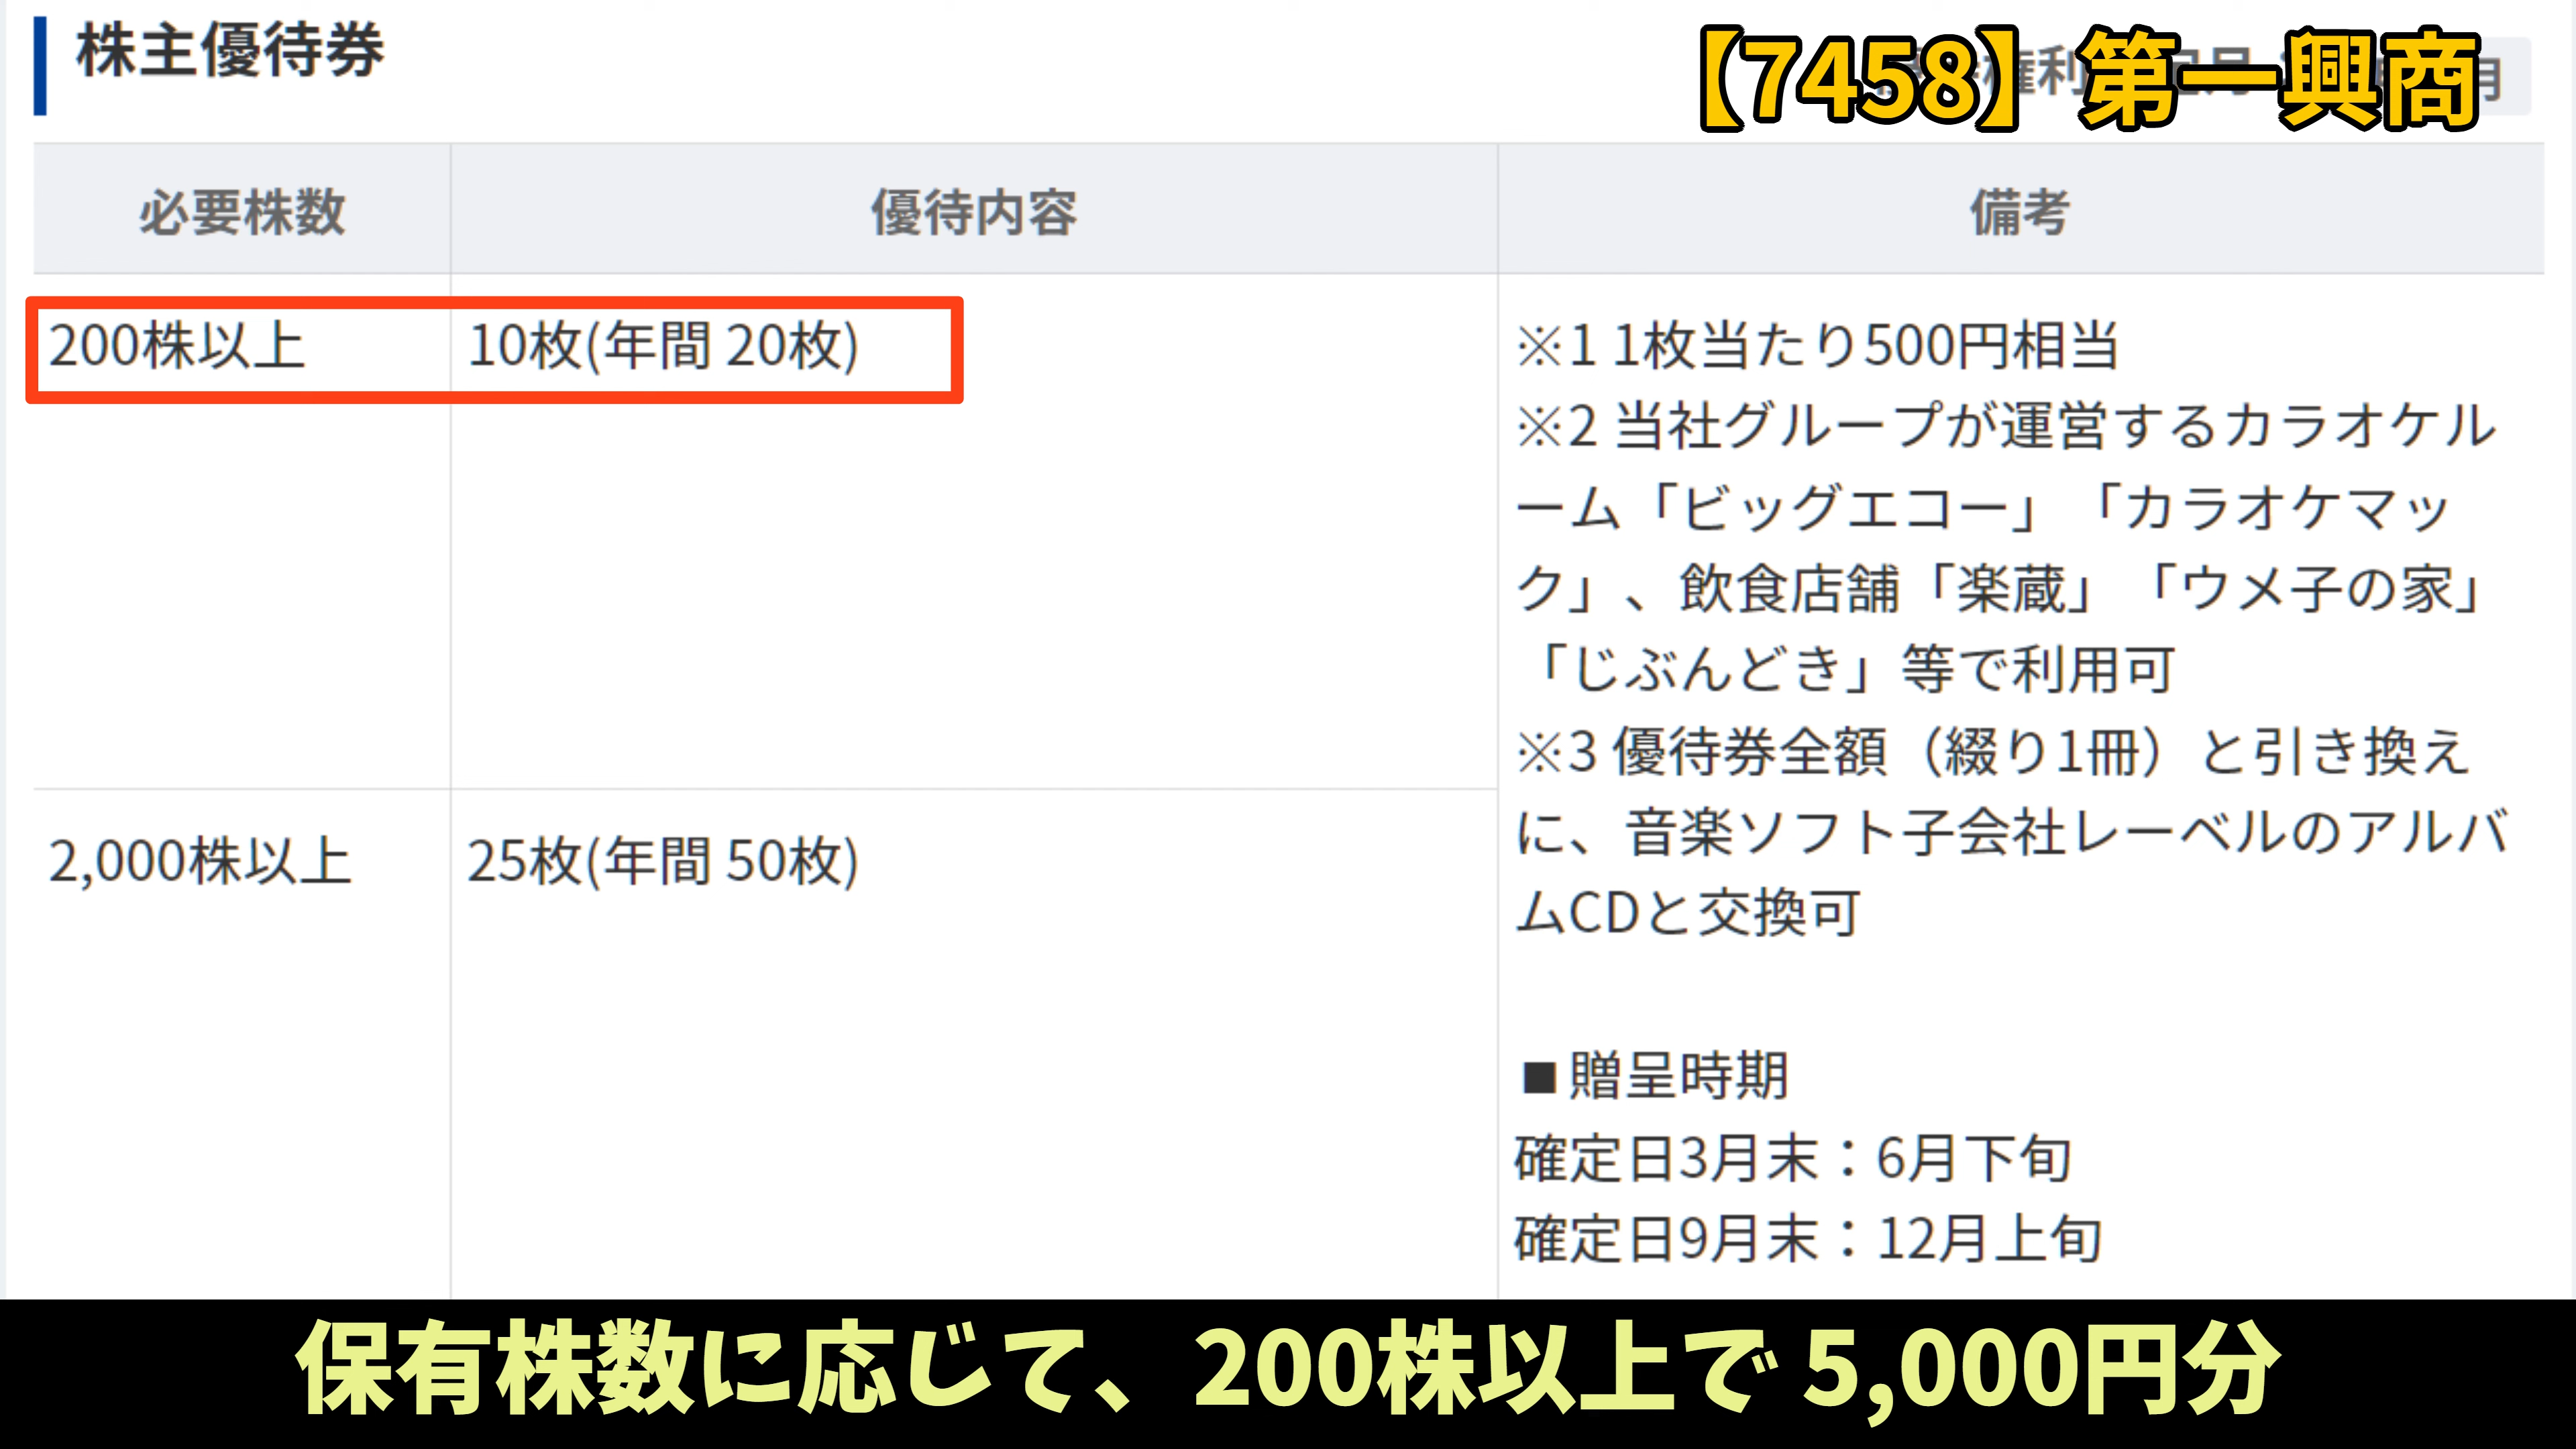 株主優待券
【7458】第一興商
必要株数
優待内容
備考
200株以上
10枚(年間 20枚)
※1 1枚当たり500円相当
※2 当社グループが運営するカラオケル
ーム「ビッグエコー」「カラオケマッ
ク」、飲食店舗「楽蔵」「ウメ子の家」
「じぶんどき」等で利用可
※3 優待券全額（綴り1冊）と引き換え
に、音楽ソフト子会社レーベルのアルバ
ムCDと交換可
2,000株以上
25枚(年間 50枚)
■贈呈時期
確定日3月末：6月下旬
確定日9月末：12月上旬
保有株数に応じて、200株以上で 5,000円分